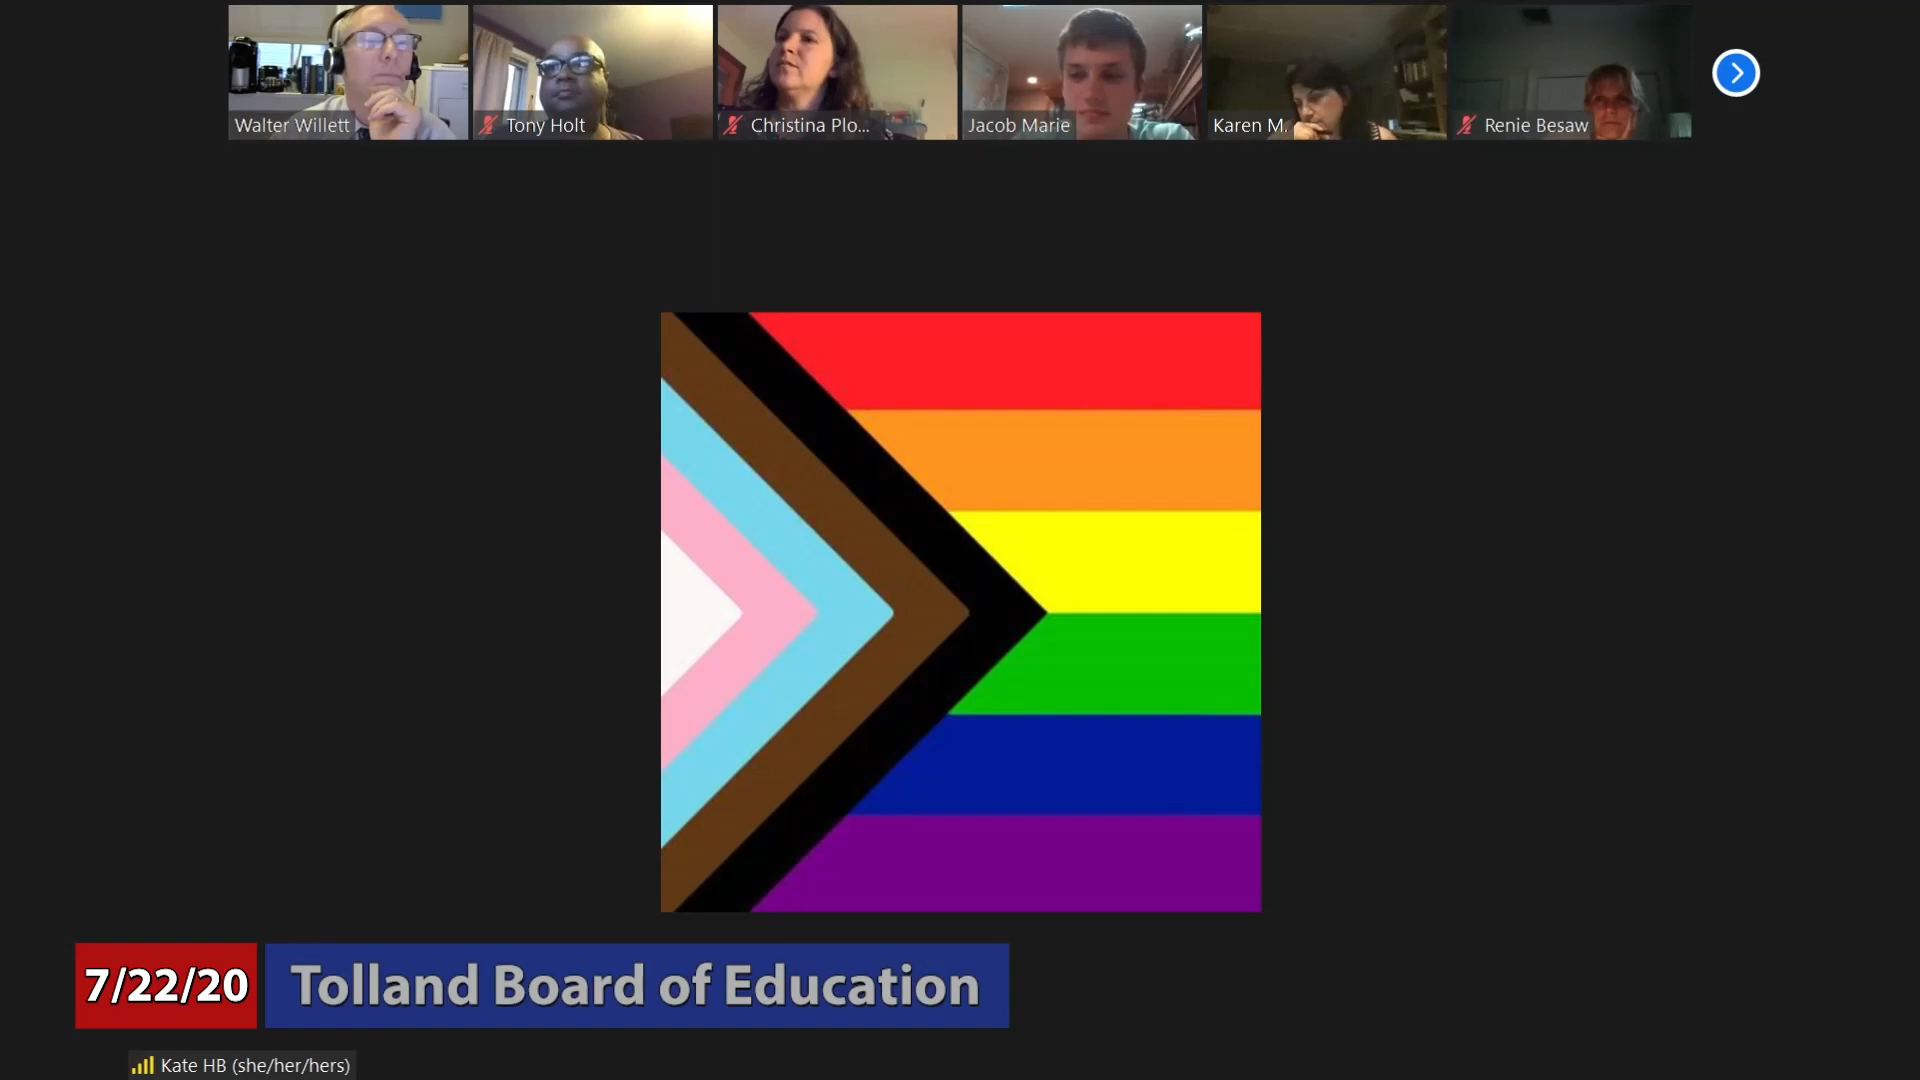 Walter Willett
Tony Holt
Christina Plo...
Jacob Marie
Karen M.
Renie Besaw
7/22/20
Tolland Board of Education
Kate HB (she/her/hers)